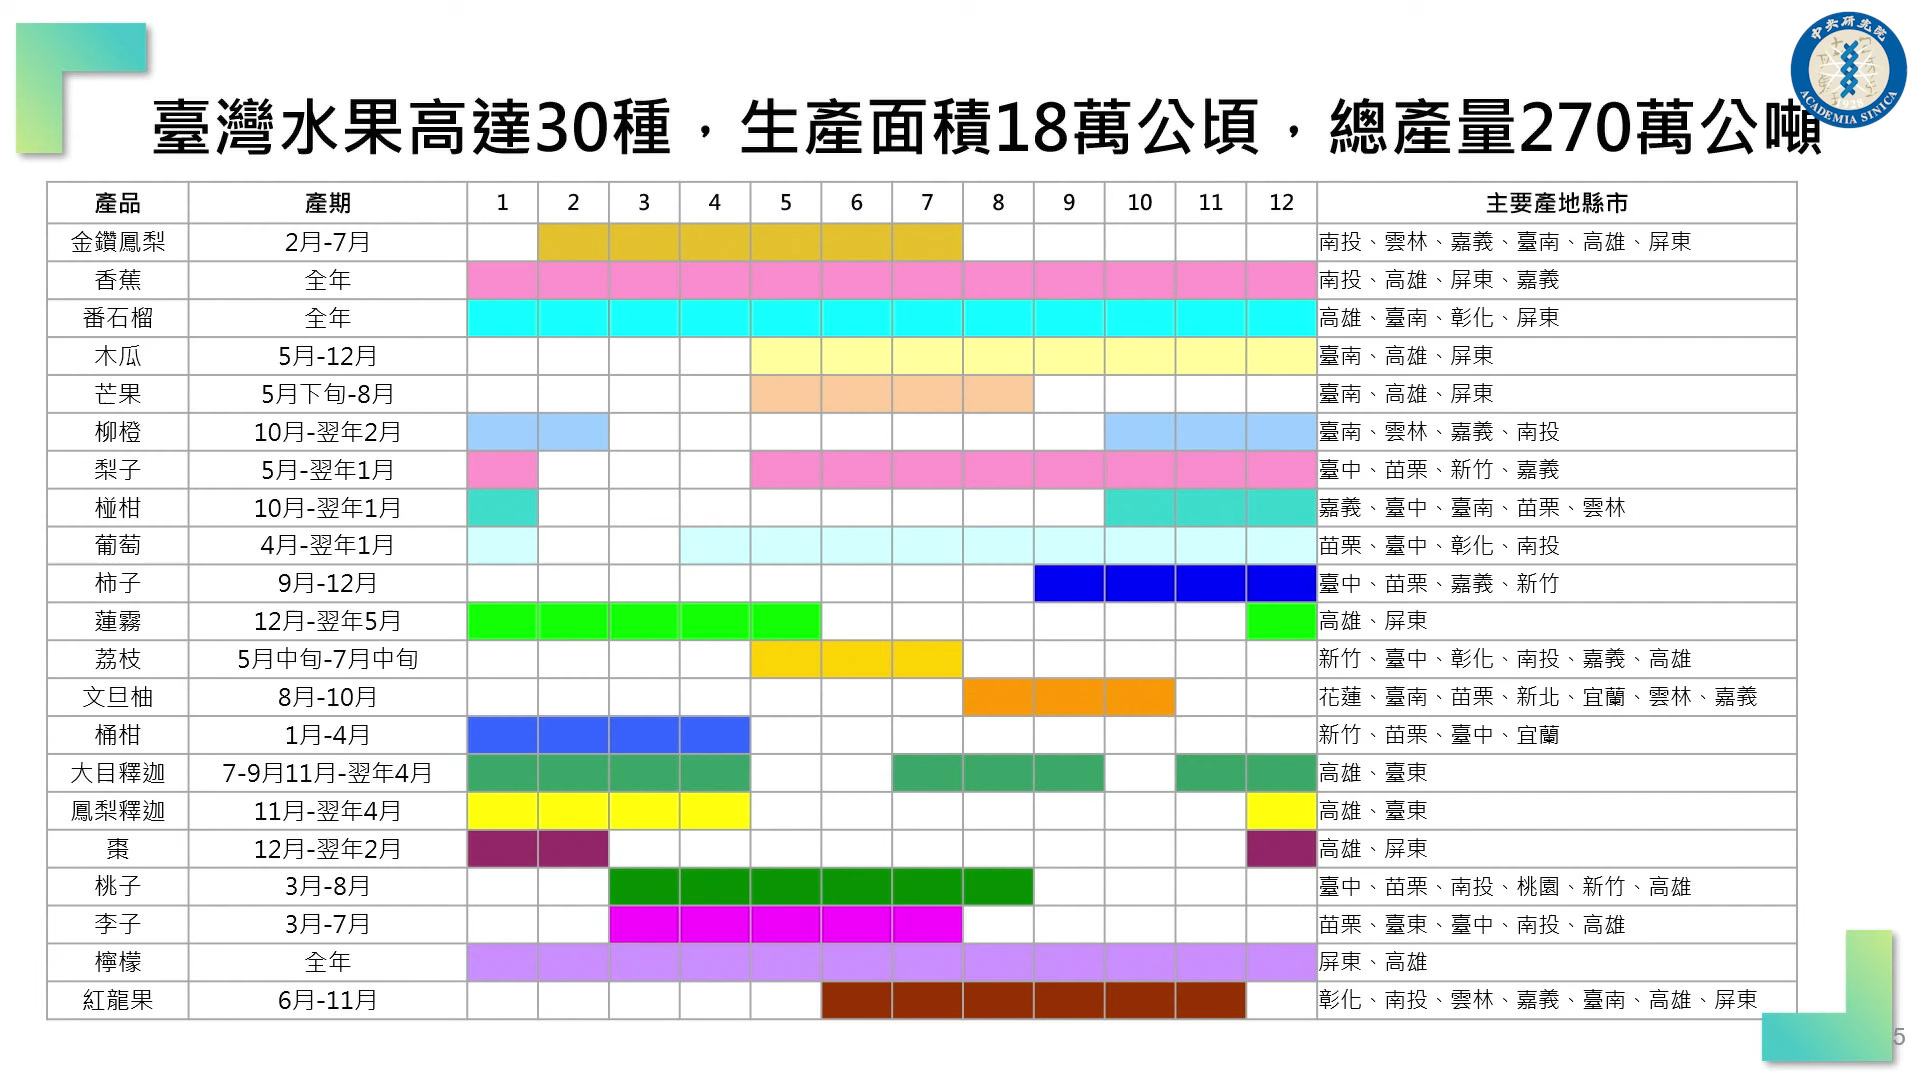 中央研究院
ACADEMIA SINICA
1928
臺灣水果高達30種，生產面積18萬公頃，總產量270萬公噸
產品 產期 1 2 3 4 5 6 7 8 9 10 11 12 主要產地縣市
金鑽鳳梨 2月-7月 南投、雲林、嘉義、臺南、高雄、屏東
香蕉 全年 南投、高雄、屏東、嘉義
番石榴 全年 高雄、臺南、彰化、屏東
木瓜 5月-12月 臺南、高雄、屏東
芒果 5月下旬-8月 臺南、高雄、屏東
柳橙 10月-翌年2月 臺南、雲林、嘉義、南投
梨子 5月-翌年1月 臺中、苗栗、新竹、嘉義
椪柑 10月-翌年1月 嘉義、臺中、臺南、苗栗、雲林
葡萄 4月-翌年1月 苗栗、臺中、彰化、南投
柿子 9月-12月 臺中、苗栗、嘉義、新竹
蓮霧 12月-翌年5月 高雄、屏東
荔枝 5月中旬-7月中旬 新竹、臺中、彰化、南投、嘉義、高雄
文旦柚 8月-10月 花蓮、臺南、苗栗、新北、宜蘭、雲林、嘉義
桶柑 1月-4月 新竹、苗栗、臺中、宜蘭
大目釋迦 7-9月11月-翌年4月 高雄、臺東
鳳梨釋迦 11月-翌年4月 高雄、臺東
棗 12月-翌年2月 高雄、屏東
桃子 3月-8月 臺中、苗栗、南投、桃園、新竹、高雄
李子 3月-7月 苗栗、臺東、臺中、南投、高雄
檸檬 全年 屏東、高雄
紅龍果 6月-11月 彰化、南投、雲林、嘉義、臺南、高雄、屏東
5